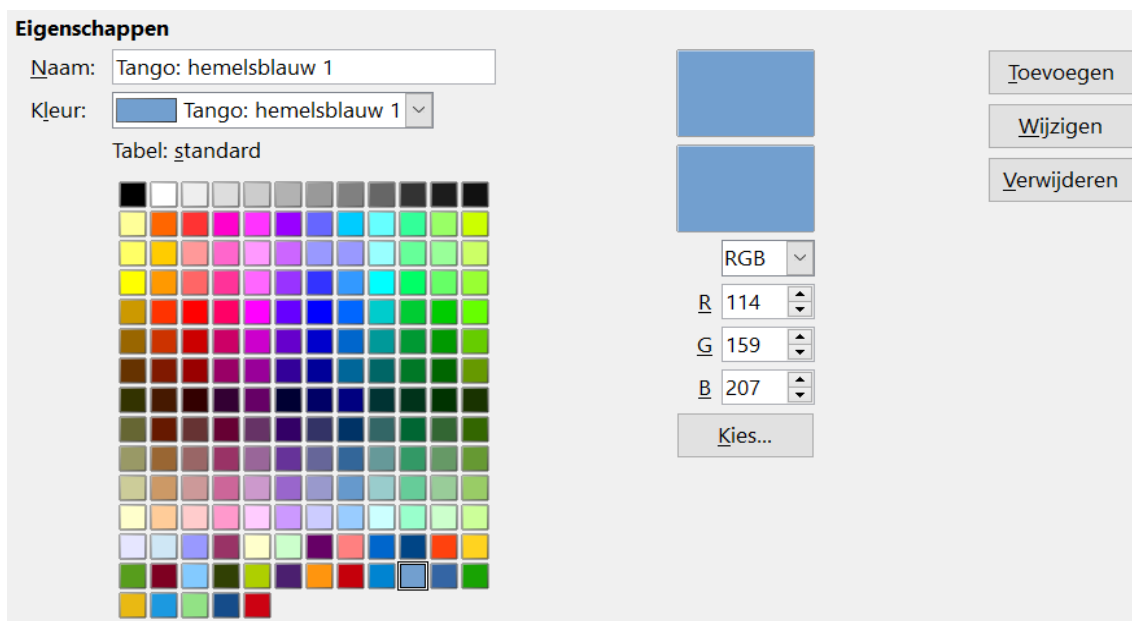 Eigenschappen
Naam: Tango: hemelsblauw 1
Kleur: Tango: hemelsblauw 1
Tabel: standard
RGB
R 114
G 159
B 207
Kies...
Toevoegen
Wijzigen
Verwijderen